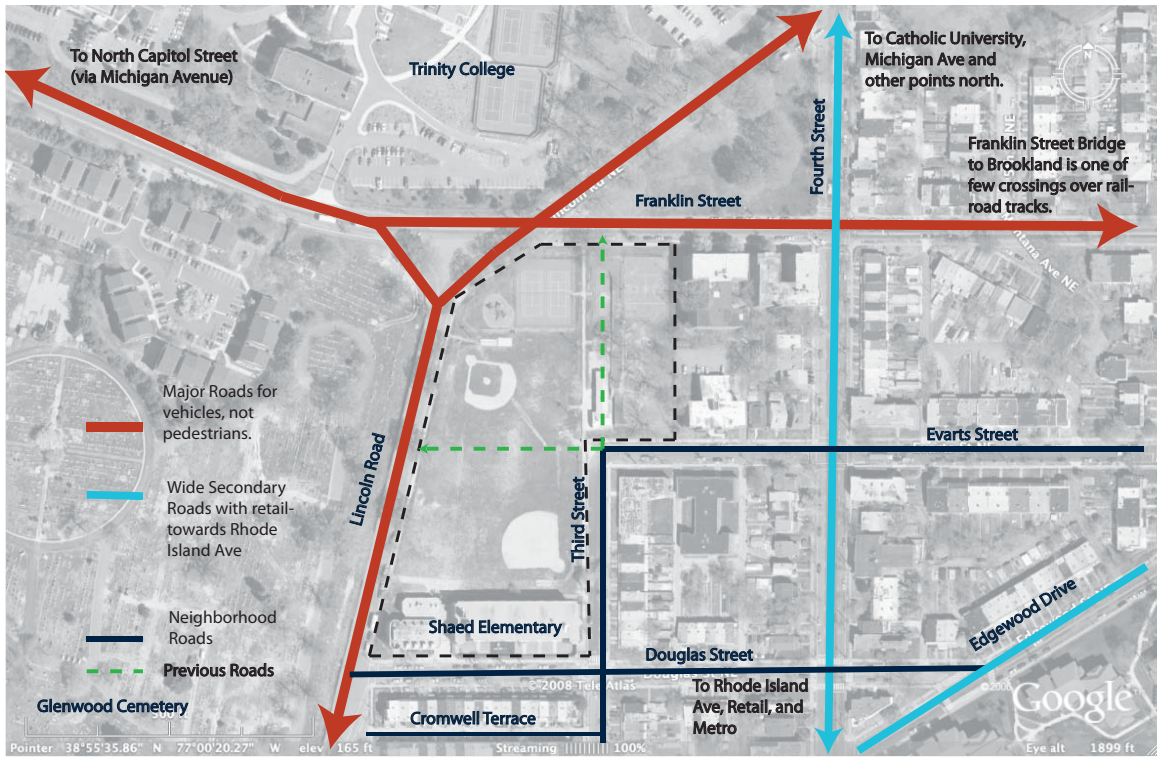 To North Capitol Street
(via Michigan Avenue)
Trinity College
To Catholic University,
Michigan Ave and
other points north.
N
Fourth Street
Franklin Street Bridge
to Brookland is one of
few crossings over rail-
road tracks.
Franklin Street
Major Roads for
vehicles, not
pedestrians.
Lincoln Road
Evarts Street
Wide Secondary
Roads with retail-
towards Rhode
Island Ave
Third Street
Neighborhood
Roads
Shaed Elementary
Edgewood Drive
Previous Roads
Douglas Street
© 2008 Tele Atlas
To Rhode Island
Ave, Retail, and
Metro
Glenwood Cemetery
Cromwell Terrace
Google
Pointer 38°55'35.86" N 77°00'20.27" W elev 165 ft
Streaming 100%
Eye alt 1899 ft